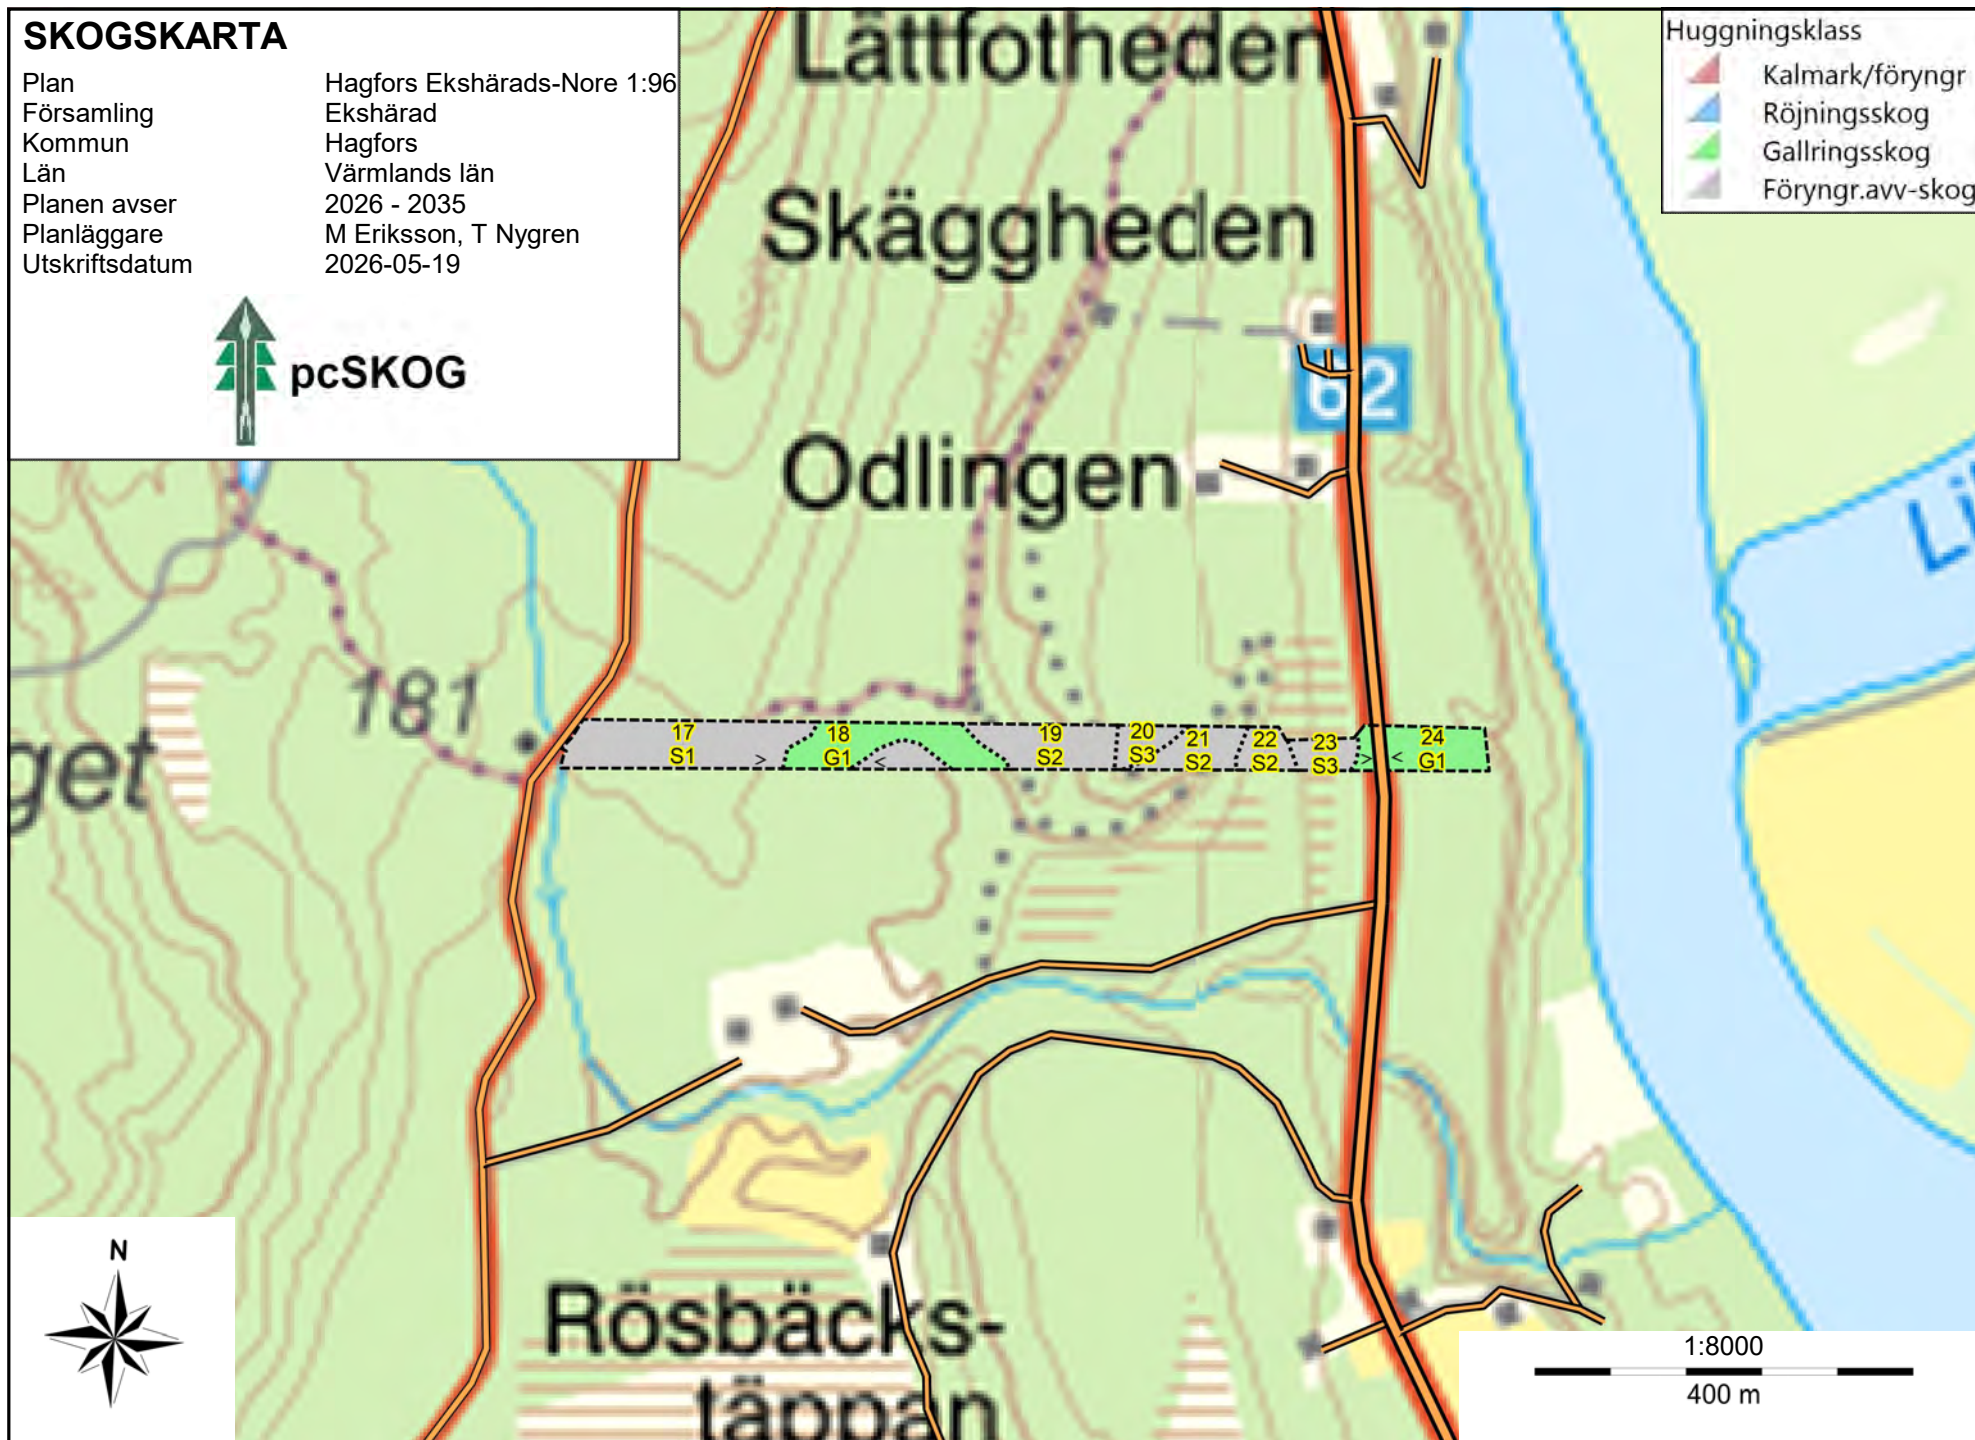 SKOGSKARTA
Plan Hagfors Ekshärads-Nore 1:96
Församling Ekshärad
Kommun Hagfors
Län Värmlands län
Planen avser 2026 - 2035
Planläggare M Eriksson, T Nygren
Utskriftsdatum 2026-05-19
pcSKOG
Huggningsklass
Kalmark/föryngr
Röjningsskog
Gallringsskog
Föryngr.avv-skog
Lättfotheden
Skäggheden
62
Odlingen
Li
181
get
17
S1
18
G1
19
S2
20
S3
21
S2
22
S2
23
S3
24
G1
Rösbäcks-
täppan
N
1:8000
400 m